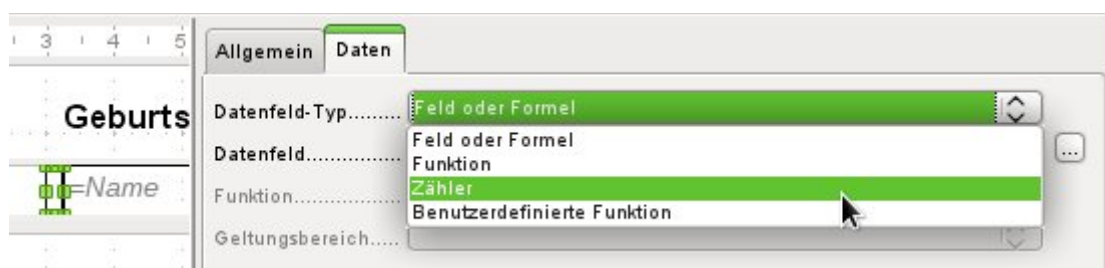 3 4 5
Allgemein Daten
Geburts
Datenfeld-Typ......... Feld oder Formel
Feld oder Formel
Datenfeld............... ...
Funktion
=Name
Zähler
Funktion.................
Benutzerdefinierte Funktion
Geltungsbereich.....